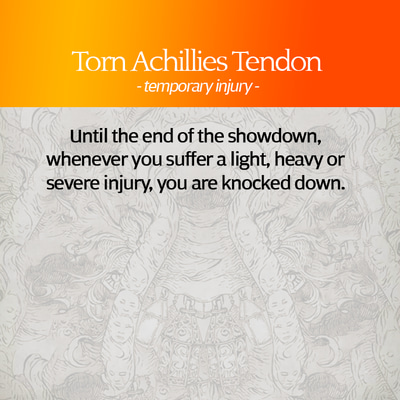 Torn Achillies Tendon
- temporary injury -
Until the end of the showdown,
whenever you suffer a light, heavy or
severe injury, you are knocked down.